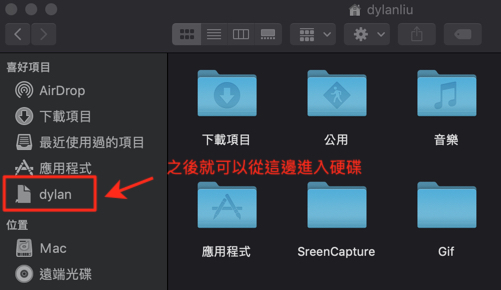 dylanliu
喜好項目
AirDrop
下載項目
最近使用過的項目
應用程式
dylan
位置
Mac
遠端光碟
下載項目
公用
音樂
之後就可以從這邊進入硬碟
應用程式
SreenCapture
Gif